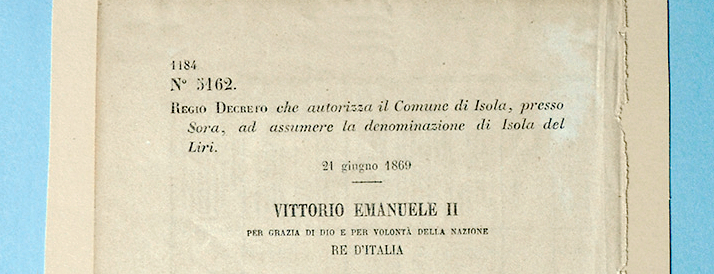 1184
N° 5162.
REGIO DECRETO che autorizza il Comune di Isola, presso
Sora, ad assumere la denominazione di Isola del
Liri.
21 giugno 1869
VITTORIO EMANUELE II
PER GRAZIA DI DIO E PER VOLONTÀ DELLA NAZIONE
RE D'ITALIA